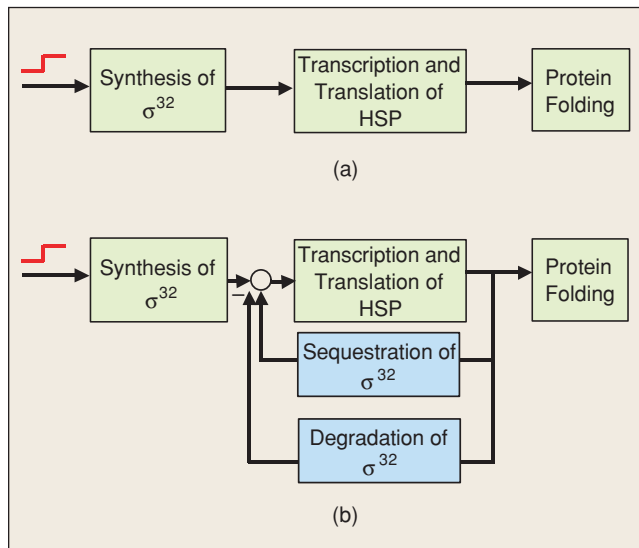 Synthesis of
σ³²
Transcription and
Translation of
HSP
Protein
Folding
(a)
Synthesis of
σ³²
–
Transcription and
Translation of
HSP
Protein
Folding
Sequestration of
σ³²
Degradation of
σ³²
(b)